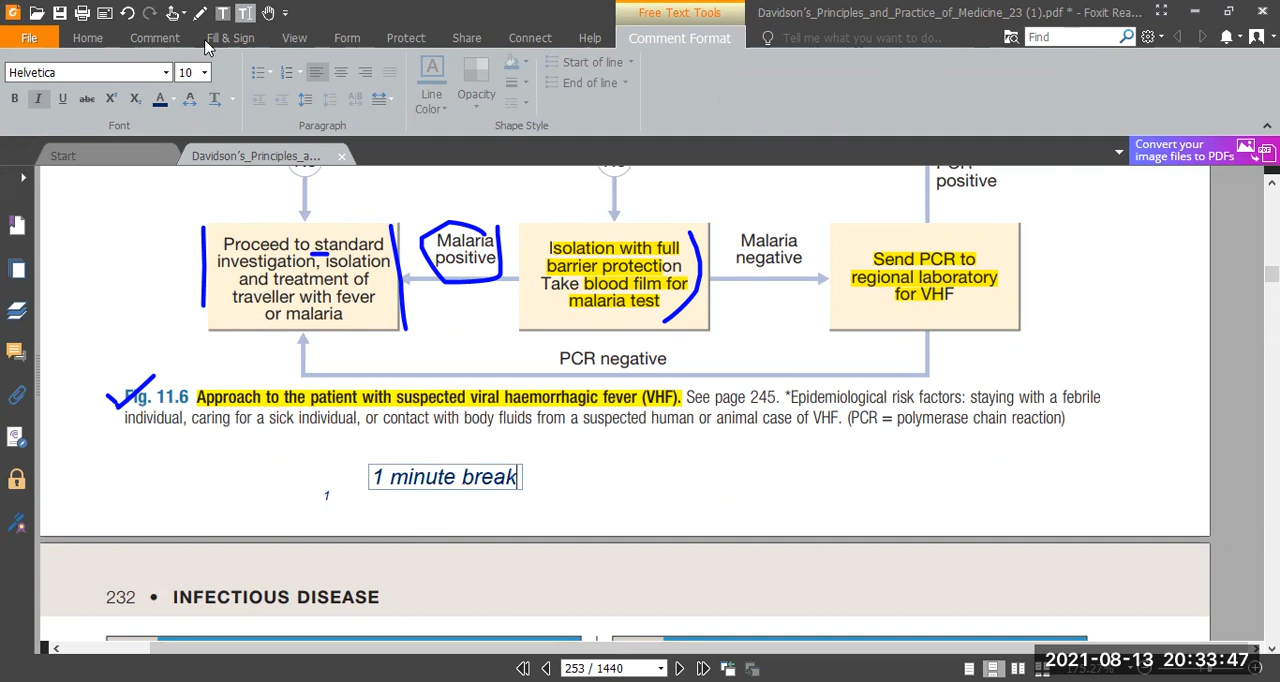 Free Text Tools
Davidson's_Principles_and_Practice_of_Medicine_23 (1).pdf * - Foxit Rea...
File Home Comment Fill & Sign View Form Protect Share Connect Help Comment Format Tell me what you want to do.. Find
Helvetica 10 Start of line
End of line
B I U abc X² X₂ A A T Line Color Opacity
Font Paragraph Shape Style
Start Davidson's_Principles_a...
Convert your image files to PDFs
positive
Proceed to standard
investigation, isolation
and treatment of
traveller with fever
or malaria
Malaria
positive
Isolation with full
barrier protection
Take blood film for
malaria test
Malaria
negative
Send PCR to
regional laboratory
for VHF
PCR negative
Fig. 11.6 Approach to the patient with suspected viral haemorrhagic fever (VHF). See page 245. *Epidemiological risk factors: staying with a febrile
individual, caring for a sick individual, or contact with body fluids from a suspected human or animal case of VHF. (PCR = polymerase chain reaction)
1 minute break
1
232 • INFECTIOUS DISEASE
253 / 1440
2021-08-13 20:33:47